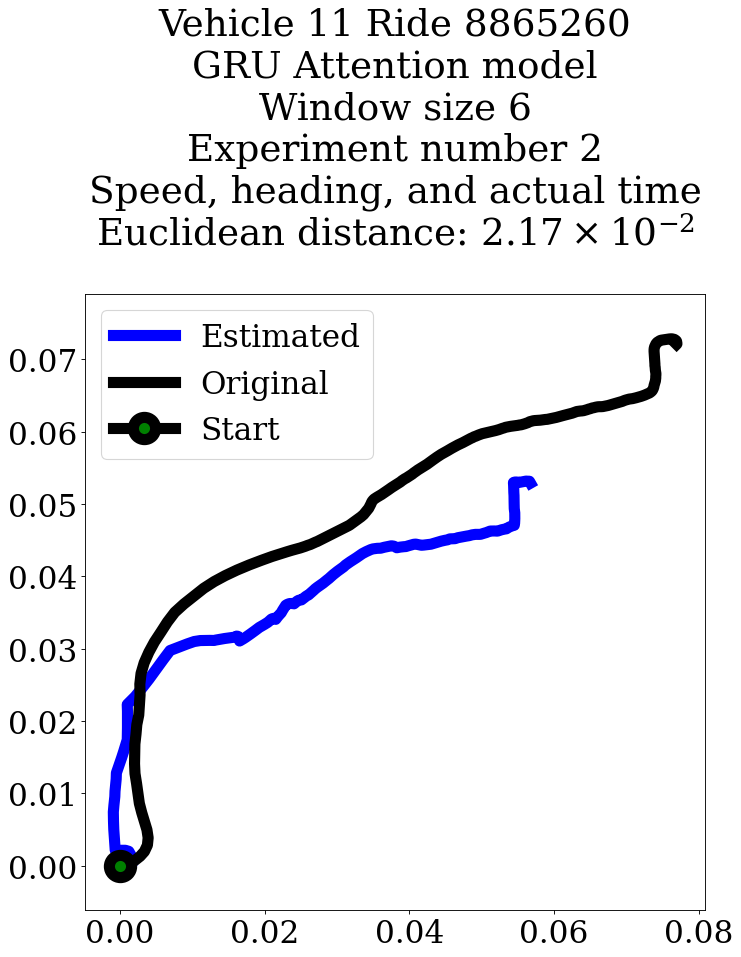 Vehicle 11 Ride 8865260
GRU Attention model
Window size 6
Experiment number 2
Speed, heading, and actual time
Euclidean distance: 2.17 × 10⁻²
Estimated
Original
Start
0.07
0.06
0.05
0.04
0.03
0.02
0.01
0.00
0.00 0.02 0.04 0.06 0.08